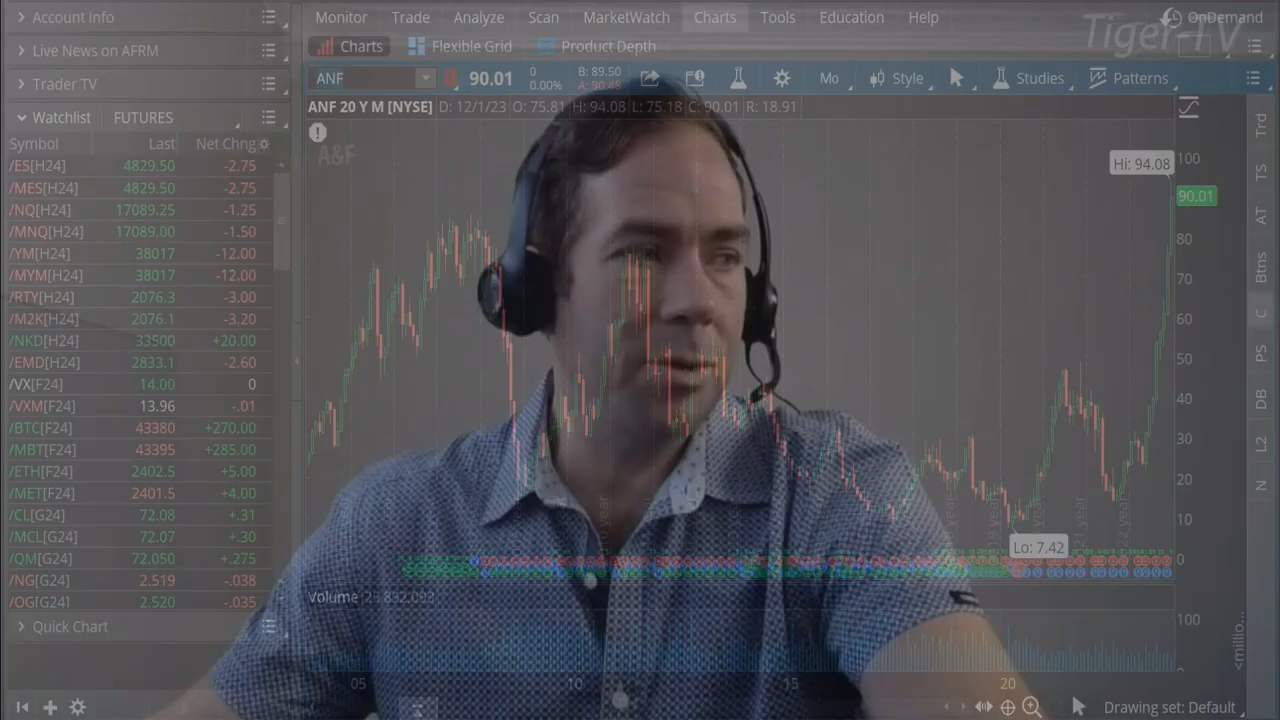 Account Info
Live News on AFRM
Trader TV
Watchlist FUTURES
Symbol Last Net Chng
/ES[H24] 4829.50 -2.75
/MES[H24] 4829.50 -2.75
/NQ[H24] 17089.25 -1.25
/MNQ[H24] 17089.00 -1.50
/YM[H24] 38017 -12.00
/MYM[H24] 38017 -12.00
/RTY[H24] 2076.3 -3.00
/M2K[H24] 2076.1 -3.20
/NKD[H24] 33500 +20.00
/EMD[H24] 2833.1 -2.60
/VX[F24] 14.00 0
/VXM[F24] 13.96 -.01
/BTC[F24] 43380 +270.00
/MBT[F24] 43395 +285.00
/ETH[F24] 2402.5 +5.00
/MET[F24] 2401.5 +4.00
/CL[G24] 72.08 +.31
/MCL[G24] 72.07 +.30
/QM[G24] 72.050 +.275
/NG[G24] 2.519 -.038
/QG[G24] 2.520 -.035
Quick Chart
Monitor Trade Analyze Scan MarketWatch Charts Tools Education Help
OnDemand
Tiger-TV
Charts Flexible Grid Product Depth
ANF 90.01 0 B: 89.50
0.00% A: 90.48
Mo Style Studies Patterns
ANF 20 Y M [NYSE] D: 12/1/23 O: 75.81 H: 94.08 L: 75.18 C: 90.01 R: 18.91
A&F
Hi: 94.08
100
90.01
80
70
60
50
40
30
20
10
0
Lo: 7.42
Volume
100
<millio...
05 10 15 20
Trd
TS
AT
Btns
C
PS
DB
L2
N
Drawing set: Default